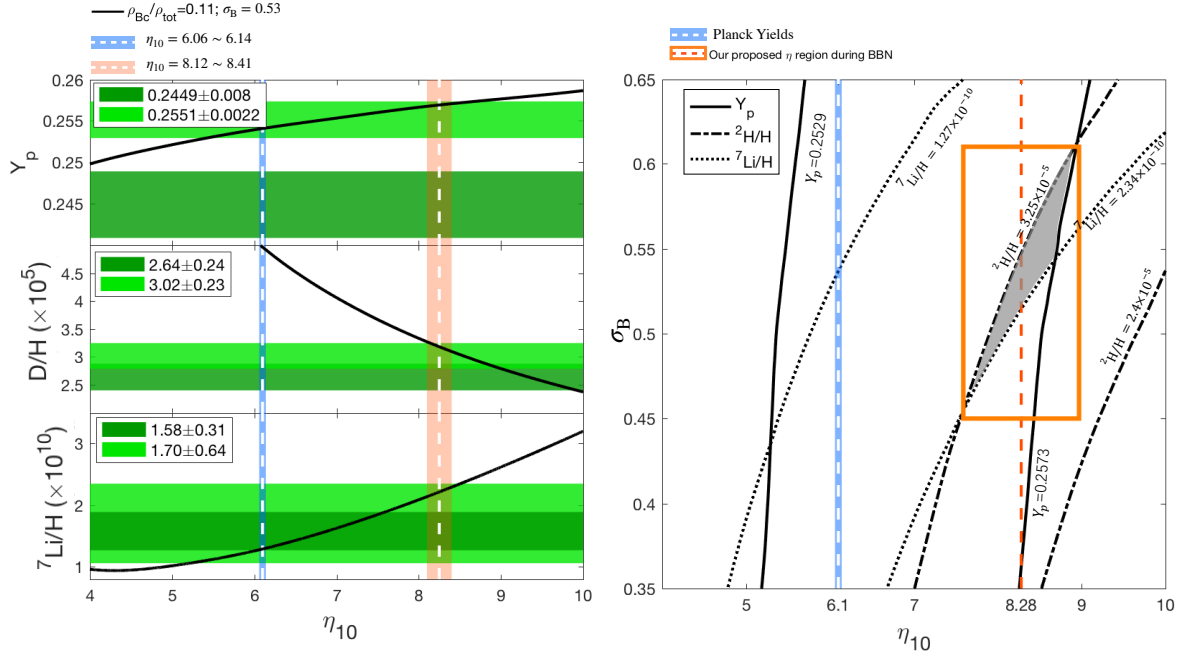 ρBc/ρtot=0.11; σB = 0.53
η10 = 6.06 ~ 6.14
η10 = 8.12 ~ 8.41
0.26
0.255
0.25
0.245
Yp
0.2449±0.008
0.2551±0.0022
4.5
4
3.5
3
2.5
D/H (×10^5)
2.64±0.24
3.02±0.23
3
2
1
7Li/H (×10^10)
1.58±0.31
1.70±0.64
4 5 6 7 8 9 10
η10
Planck Yields
Our proposed η region during BBN
0.65
0.6
0.55
0.5
0.45
0.4
0.35
σB
Yp
2H/H
7Li/H
Yp=0.2529
7Li/H = 1.27×10^-10
2H/H = 3.25×10^-5
7Li/H = 2.34×10^-10
2H/H = 2.4×10^-5
Yp=0.2573
5 6.1 7 8.28 9 10
η10